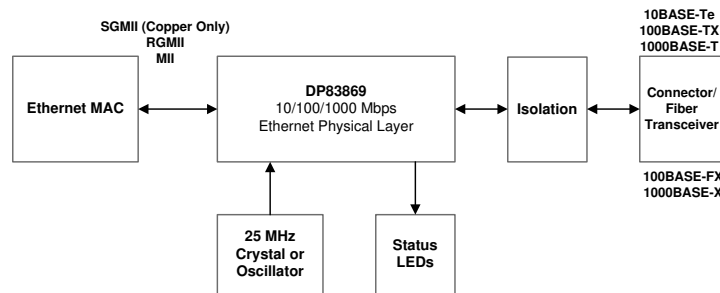 SGMII (Copper Only)
RGMII
MII
10BASE-Te
100BASE-TX
1000BASE-T
Ethernet MAC
DP83869
10/100/1000 Mbps
Ethernet Physical Layer
Isolation
Connector/
Fiber
Transceiver
100BASE-FX
1000BASE-X
25 MHz
Crystal or
Oscillator
Status
LEDs